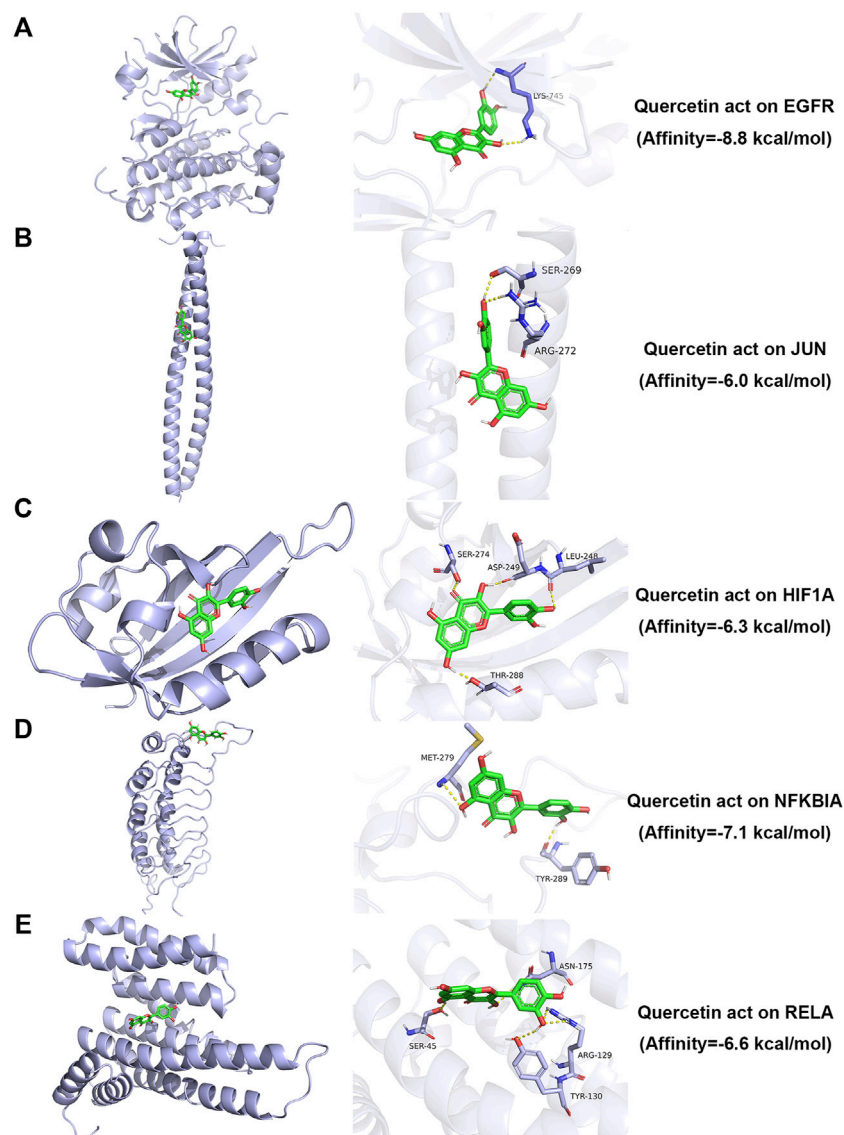 A
LYS-745
Quercetin act on EGFR
(Affinity=-8.8 kcal/mol)
B
SER-269
ARG-272
Quercetin act on JUN
(Affinity=-6.0 kcal/mol)
C
SER-274
LEU-248
ASP-249
Quercetin act on HIF1A
(Affinity=-6.3 kcal/mol)
THR-288
D
MET-279
Quercetin act on NFKBIA
(Affinity=-7.1 kcal/mol)
TYR-289
E
ASN-175
Quercetin act on RELA
(Affinity=-6.6 kcal/mol)
SER-45
ARG-129
TYR-130